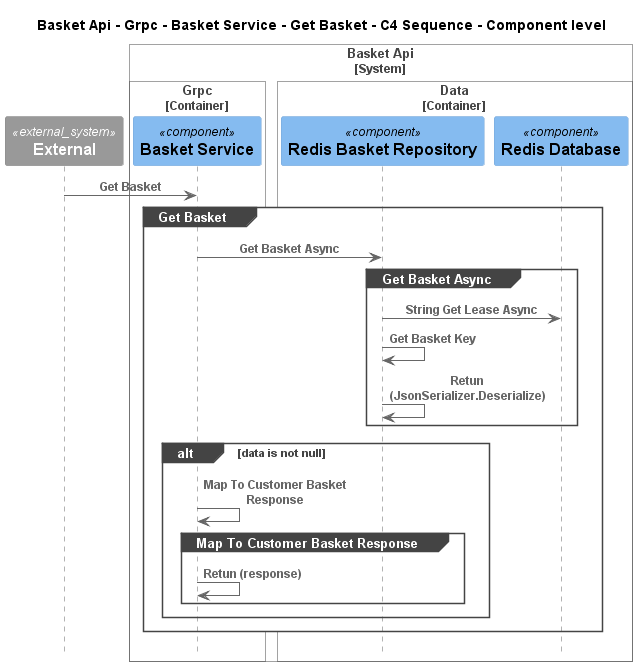 Basket Api - Grpc - Basket Service - Get Basket - C4 Sequence - Component level
Basket Api
[System]
Grpc
[Container]
Data
[Container]
«external_system»
External
«component»
Basket Service
«component»
Redis Basket Repository
«component»
Redis Database
Get Basket
Get Basket
Get Basket Async
Get Basket Async
String Get Lease Async
Get Basket Key
Retun
(JsonSerializer.Deserialize)
alt [data is not null]
Map To Customer Basket
Response
Map To Customer Basket Response
Retun (response)